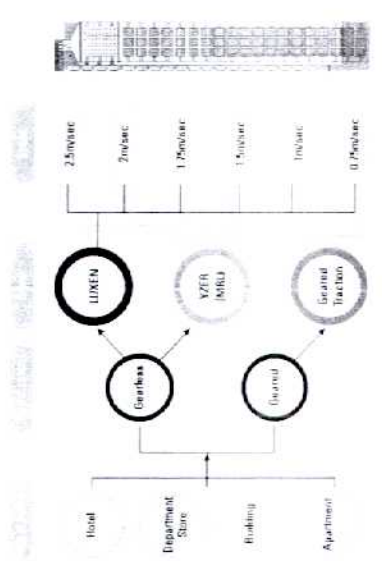 Hotel
Department
Store
Building
Apartment
Gearless
Geared
LUXEN
YZER
(MRL)
Geared
Traction
2.5m/sec
2m/sec
1.75m/sec
1.5m/sec
1m/sec
0.75m/sec